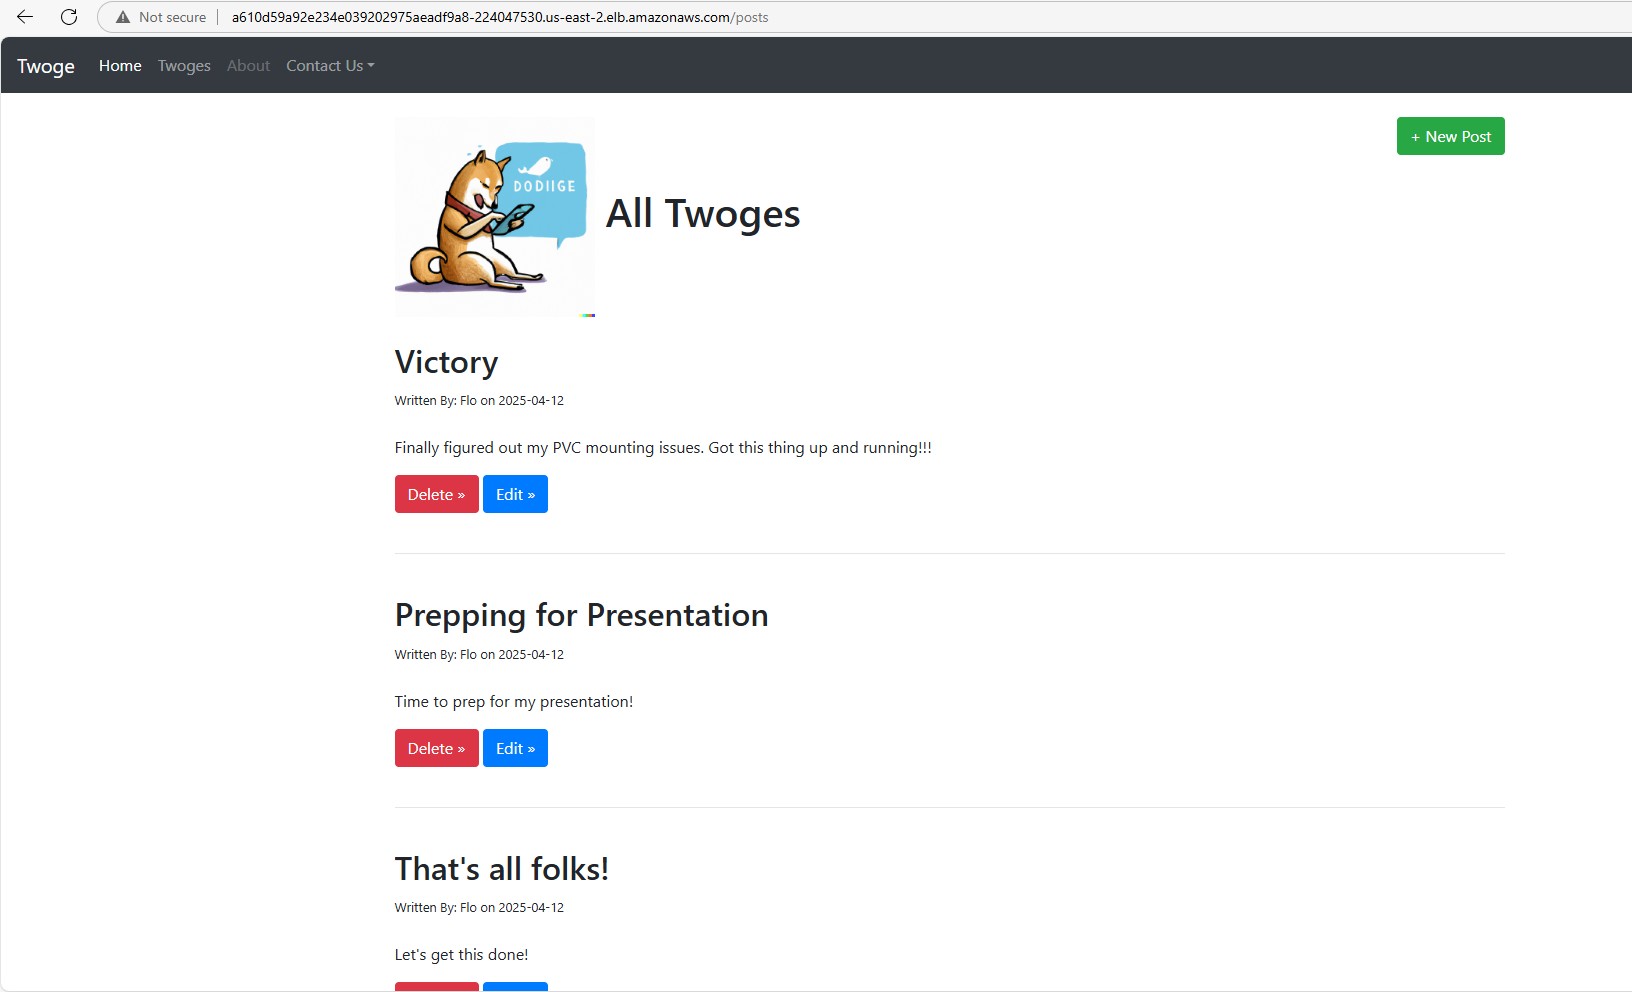 Not secure
a610d59a92e234e039202975aeadf9a8-224047530.us-east-2.elb.amazonaws.com/posts
Twoge Home Twoges About Contact Us
+ New Post
DODIIGE
All Twoges
Victory
Written By: Flo on 2025-04-12
Finally figured out my PVC mounting issues. Got this thing up and running!!!
Delete » Edit »
Prepping for Presentation
Written By: Flo on 2025-04-12
Time to prep for my presentation!
Delete » Edit »
That's all folks!
Written By: Flo on 2025-04-12
Let's get this done!